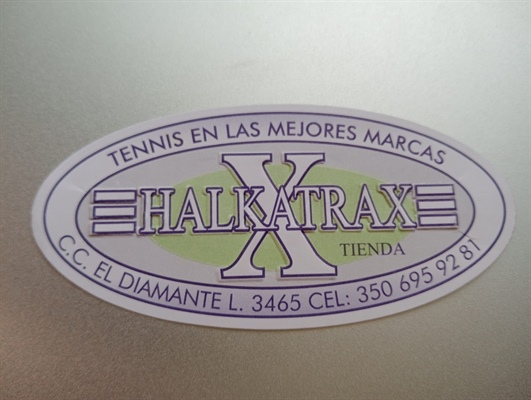 TENNIS EN LAS MEJORES MARCAS
X
HALKATRAX
TIENDA
C.C. EL DIAMANTE L. 3465 CEL: 350 695 92 81